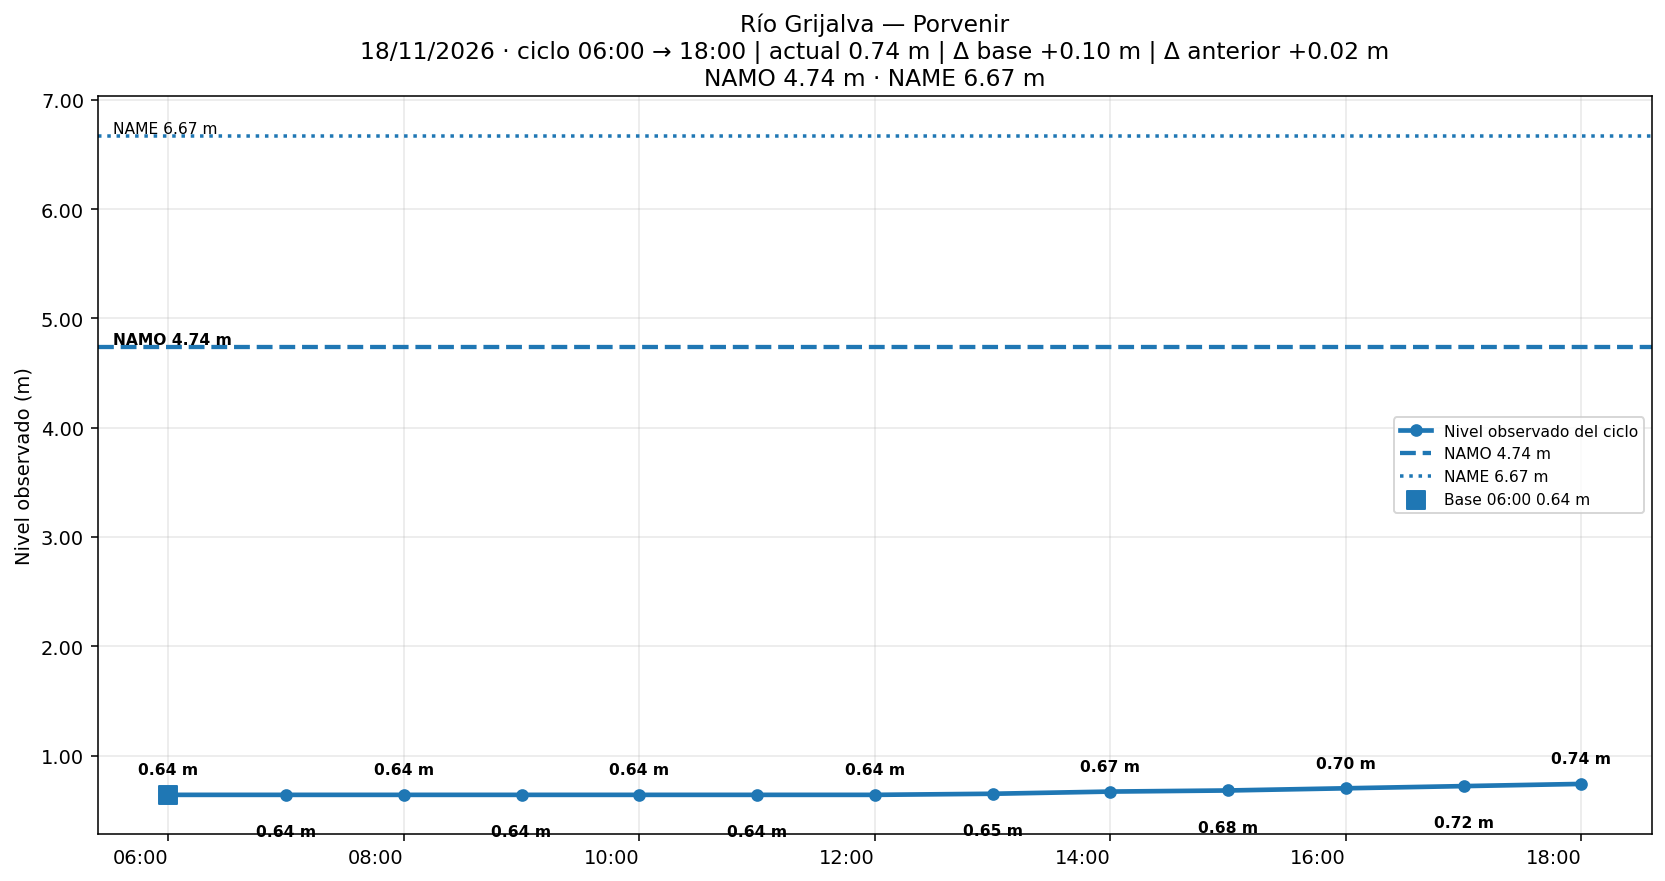 Río Grijalva — Porvenir
18/11/2026 · ciclo 06:00 → 18:00 | actual 0.74 m | Δ base +0.10 m | Δ anterior +0.02 m
NAMO 4.74 m · NAME 6.67 m
7.00
NAME 6.67 m
6.00
5.00
NAMO 4.74 m
Nivel observado (m)
4.00
Nivel observado del ciclo
NAMO 4.74 m
NAME 6.67 m
Base 06:00 0.64 m
3.00
2.00
1.00
0.64 m 0.64 m 0.64 m 0.64 m 0.67 m 0.70 m 0.74 m
0.64 m 0.64 m 0.64 m 0.65 m 0.68 m 0.72 m
06:00 08:00 10:00 12:00 14:00 16:00 18:00